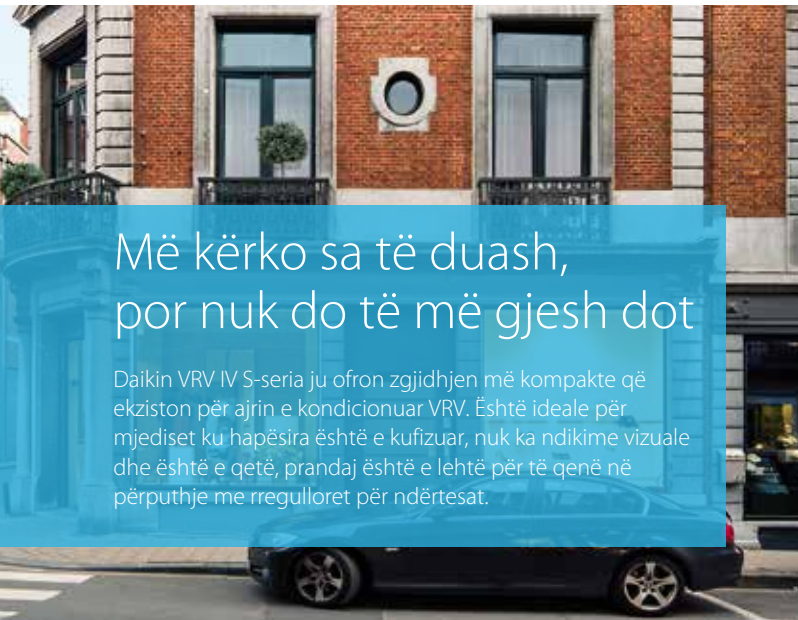 Më kërko sa të duash,
por nuk do të më gjesh dot
Daikin VRV IV S-seria ju ofron zgjidhjen më kompakte që
ekziston për ajrin e kondicionuar VRV. Është ideale për
mjediset ku hapësira është e kufizuar, nuk ka ndikime vizuale
dhe është e qetë, prandaj është e lehtë për të qenë në
përputhje me rregulloret për ndërtesat.